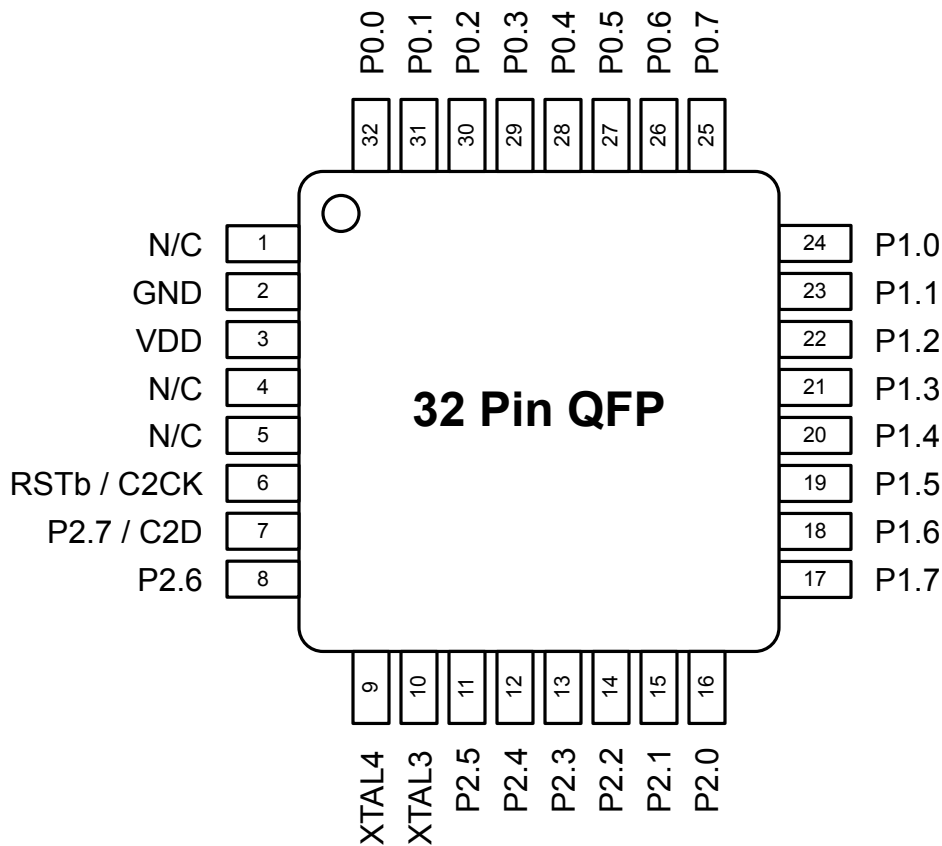 P0.0
P0.1
P0.2
P0.3
P0.4
P0.5
P0.6
P0.7
32
31
30
29
28
27
26
25
N/C 1
GND 2
VDD 3
N/C 4
N/C 5
RSTb / C2CK 6
P2.7 / C2D 7
P2.6 8
32 Pin QFP
24 P1.0
23 P1.1
22 P1.2
21 P1.3
20 P1.4
19 P1.5
18 P1.6
17 P1.7
9
10
11
12
13
14
15
16
XTAL4
XTAL3
P2.5
P2.4
P2.3
P2.2
P2.1
P2.0